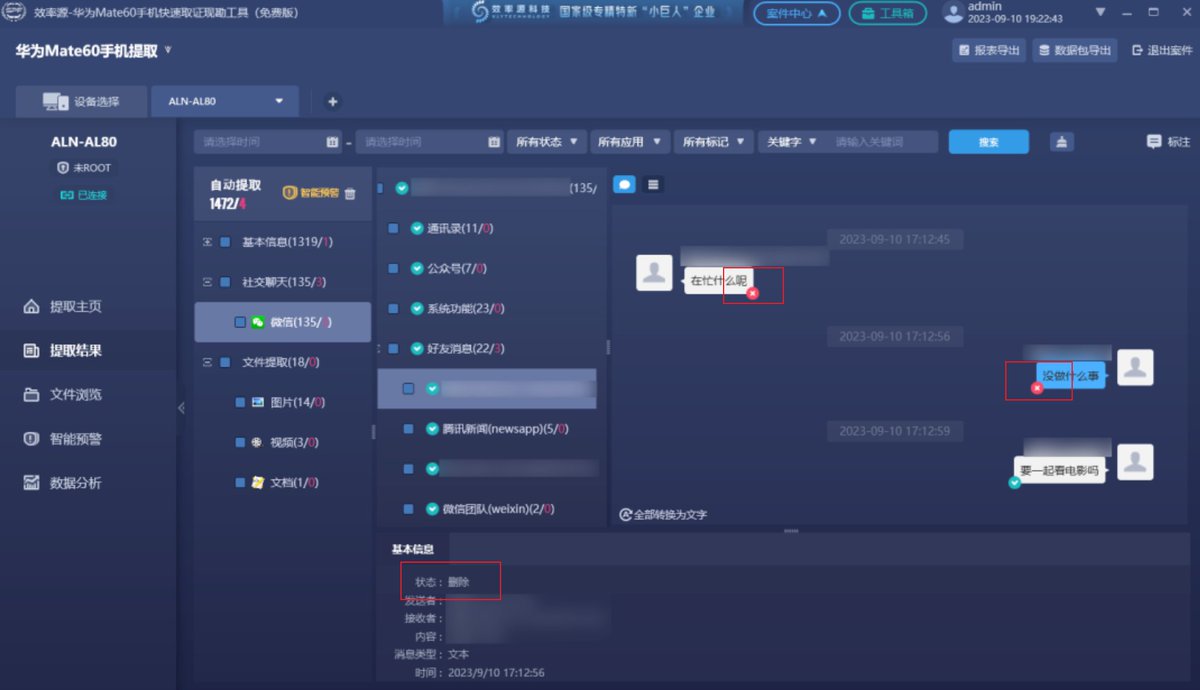 效率源-华为Mate60手机快速取证现勘工具（免费版）
效率源科技
XLYTECHNOLOGY
国家级专精特新“小巨人”企业
案件中心
工具箱
admin
2023-09-10 19:22:43
华为Mate60手机提取
报表导出
数据包导出
退出案件
设备选择
ALN-AL80
ALN-AL80
未ROOT
已连接
提取主页
提取结果
文件浏览
智能预警
数据分析
请选择时间 - 请选择时间
所有状态
所有应用
所有标记
关键字
请输入关键词
搜索
标注
自动提取
1472/4
智能预警
基本信息(1319/1)
社交聊天(135/3)
微信(135/ )
文件提取(18/0)
图片(14/0)
视频(3/0)
文档(1/0)
(135/
通讯录(11/0)
公众号(7/0)
系统功能(23/0)
好友消息(22/3)
腾讯新闻(newsapp)(5/0)
微信团队(weixin)(2/0)
2023-09-10 17:12:45
在忙什么呢
2023-09-10 17:12:56
没做什么事
2023-09-10 17:12:59
要一起看电影吗
全部转换为文字
基本信息
状态：删除
发送者：
接收者：
内容：
消息类型：文本
时间：2023/9/10 17:12:56